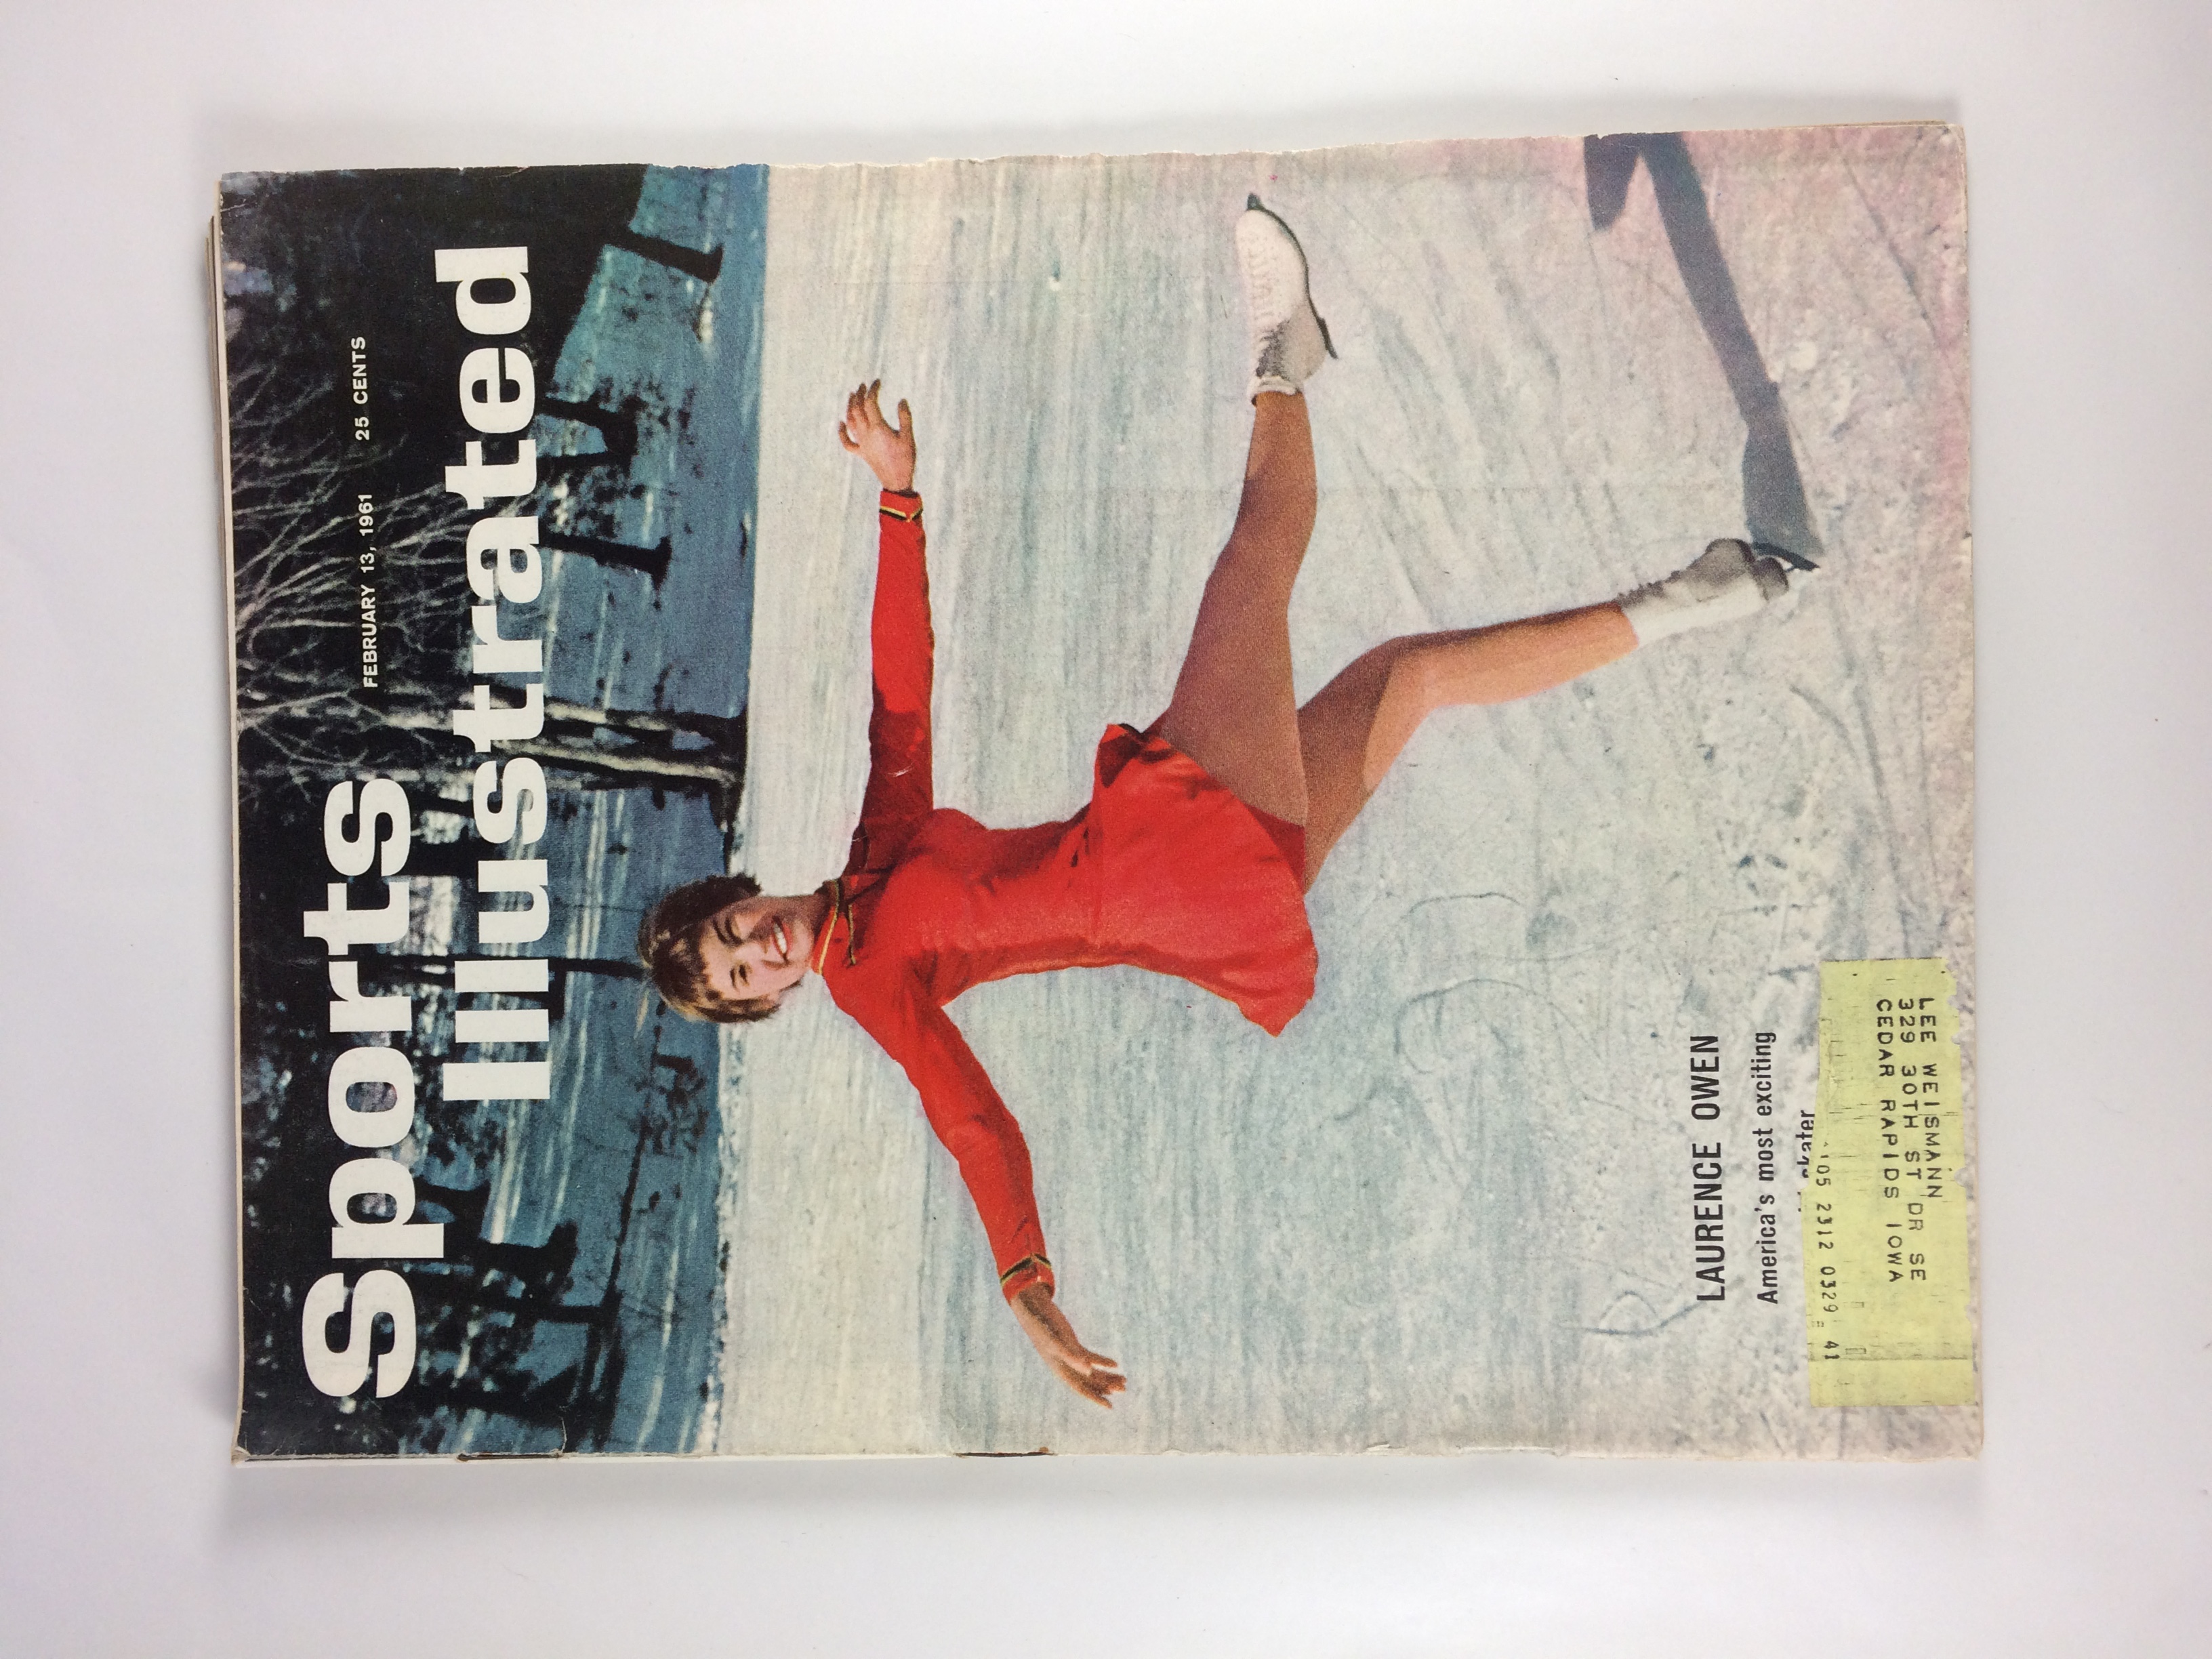 Sports
FEBRUARY 13, 1961 25 CENTS
Illustrated
LAURENCE OWEN
America's most exciting
skater
105 2312 0329 41
LEE WEISMANN
329 30TH ST DR SE
CEDAR RAPIDS IOWA